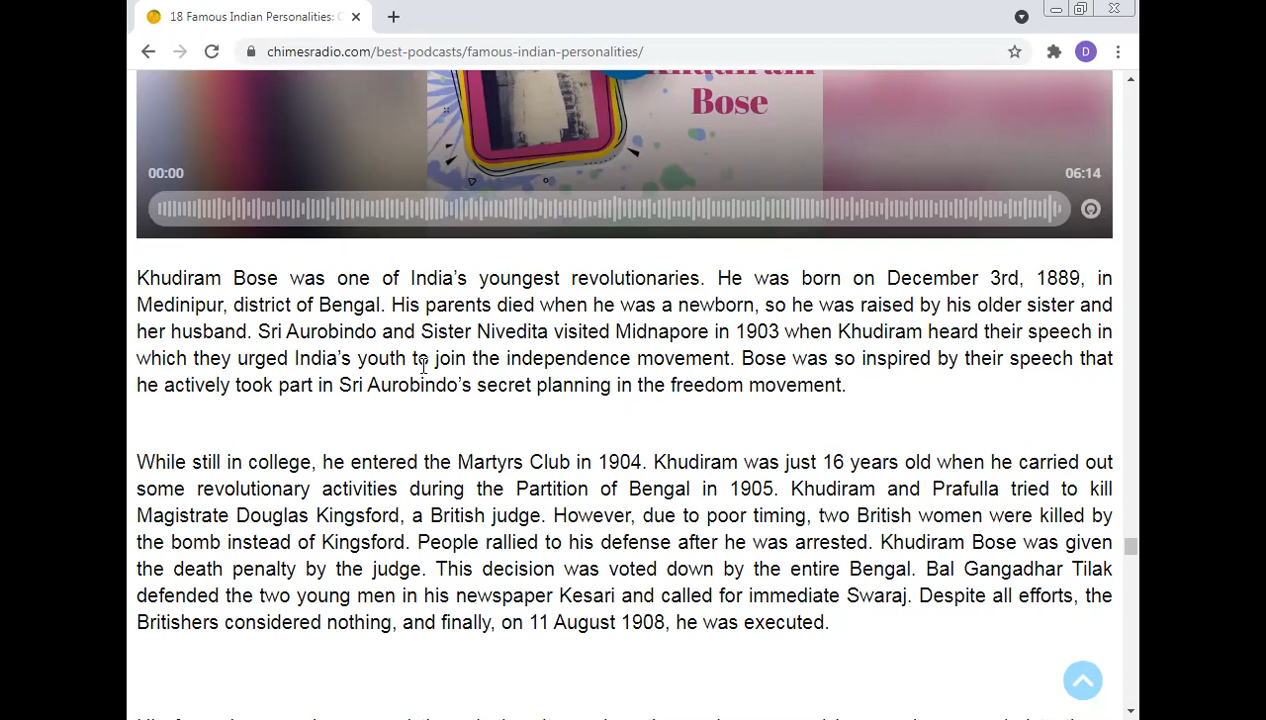 18 Famous Indian Personalities:
chimesradio.com/best-podcasts/famous-indian-personalities/
D
Bose
00:00
06:14
Khudiram Bose was one of India’s youngest revolutionaries. He was born on December 3rd, 1889, in
Medinipur, district of Bengal. His parents died when he was a newborn, so he was raised by his older sister and
her husband. Sri Aurobindo and Sister Nivedita visited Midnapore in 1903 when Khudiram heard their speech in
which they urged India’s youth to join the independence movement. Bose was so inspired by their speech that
he actively took part in Sri Aurobindo’s secret planning in the freedom movement.
While still in college, he entered the Martyrs Club in 1904. Khudiram was just 16 years old when he carried out
some revolutionary activities during the Partition of Bengal in 1905. Khudiram and Prafulla tried to kill
Magistrate Douglas Kingsford, a British judge. However, due to poor timing, two British women were killed by
the bomb instead of Kingsford. People rallied to his defense after he was arrested. Khudiram Bose was given
the death penalty by the judge. This decision was voted down by the entire Bengal. Bal Gangadhar Tilak
defended the two young men in his newspaper Kesari and called for immediate Swaraj. Despite all efforts, the
Britishers considered nothing, and finally, on 11 August 1908, he was executed.